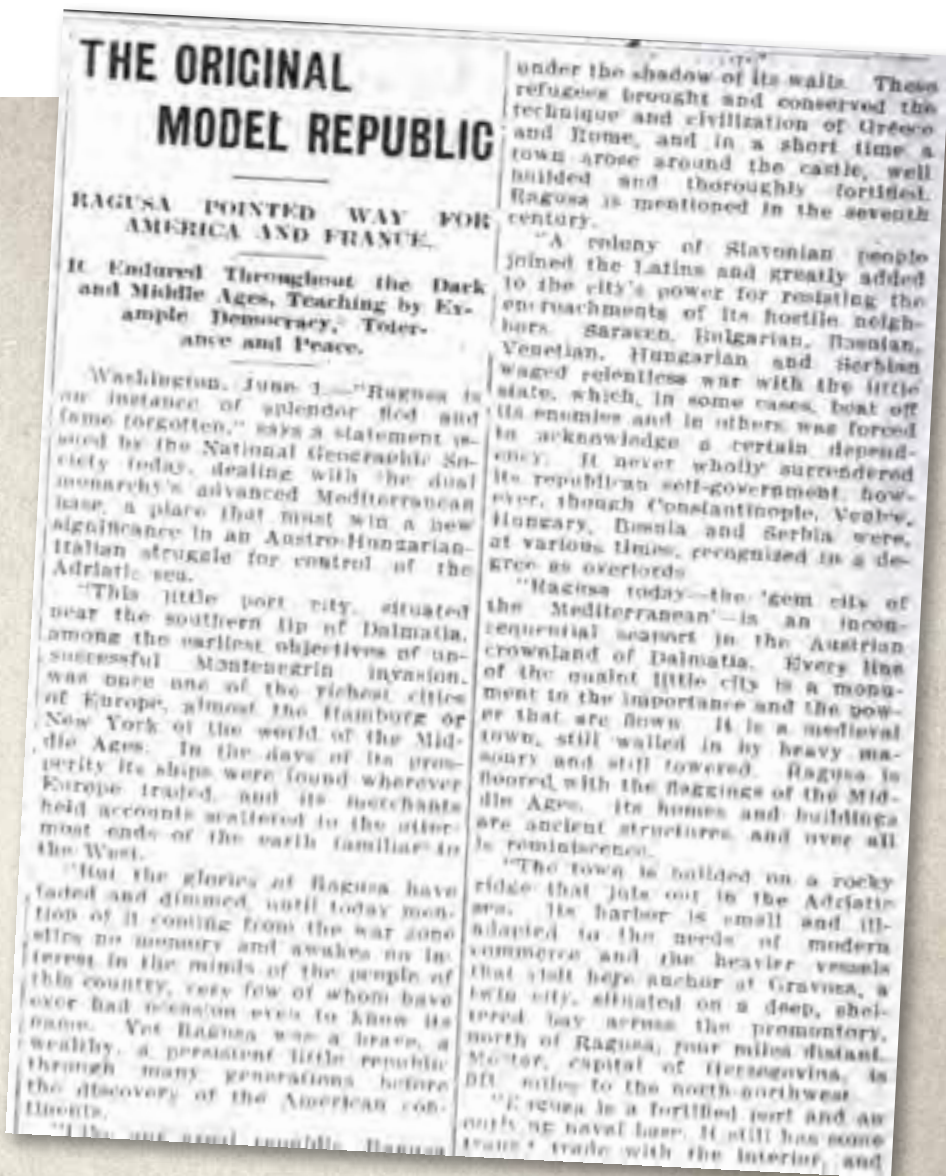 THE ORIGINAL
MODEL REPUBLIC
RAGUSA POINTED WAY FOR
AMERICA AND FRANCE.
It Endured Throughout the Dark
and Middle Ages, Teaching by Ex-
ample Democracy, Toler-
ance and Peace.
Washington, June 1.—"Ragusa is
an instance of splendor fled and
fame forgotten," says a statement is-
sued by the National Geographic So-
ciety today, dealing with the dual
monarchy's advanced Mediterranean
base, a place that must win a new
significance in an Austro-Hungarian-
Italian struggle for control of the
Adriatic sea.
"This little port city, situated
near the southern tip of Dalmatia,
among the earliest objectives of un-
successful Montenegrin invasion,
was once one of the richest cities
of Europe, almost the Hamburg or
New York of the world of the Mid-
dle Ages. In the days of its pros-
perity its ships were found wherever
Europe traded, and its merchants
held accounts scattered to the utter-
most ends of the earth familiar to
the West.
"But the glories of Ragusa have
faded and dimmed, until today men-
tion of it coming from the war zone
stirs no memory and awakes no in-
terest in the minds of the people of
this country, very few of whom have
ever had occasion even to know its
name. Yet Ragusa was a brave, a
wealthy, a persistent little republic
through many generations before
the discovery of the American con-
tinents.
republic Ragusa
under the shadow of its walls. These
refugees brought and conserved the
technique and civilization of Greece
and Rome, and in a short time a
town arose around the castle, well
builded and thoroughly fortified.
Ragusa is mentioned in the seventh
century.
"A colony of Slavonian people
joined the Latins and greatly added
to the city's power for resisting the
encroachments of its hostile neigh-
bors. Saracen, Bulgarian, Bosnian,
Venetian, Hungarian and Serbian
waged relentless war with the little
state, which, in some cases, beat off
its enemies and in others was forced
to acknowledge a certain depend-
ency. It never wholly surrendered
its republican self-government, how-
ever, though Constantinople, Venice,
Hungary, Bosnia and Serbia were,
at various times, recognized in a de-
gree as overlords.
"Ragusa today—the 'gem city of
the Mediterranean'—is an incon-
sequential seaport in the Austrian
crownland of Dalmatia. Every line
of the quaint little city is a monu-
ment to the importance and the pow-
er that are flown. It is a medieval
town, still walled in by heavy ma-
sonry and still towered. Ragusa is
floored with the flaggings of the Mid-
dle Ages. Its homes and buildings
are ancient structures, and over all
is reminiscence.
"The town is builded on a rocky
ridge that juts out in the Adriatic
sea. Its harbor is small and ill-
adapted to the needs of modern
commerce and the heavier vessels
that visit here anchor at Gravosa, a
twin city, situated on a deep, shel-
tered bay across the promontory,
north of Ragusa, four miles distant.
Mostar, capital of Herzegovina, is
miles to the north-northwest.
is a fortified port and an
naval base. It still has some
trade with the interior, and